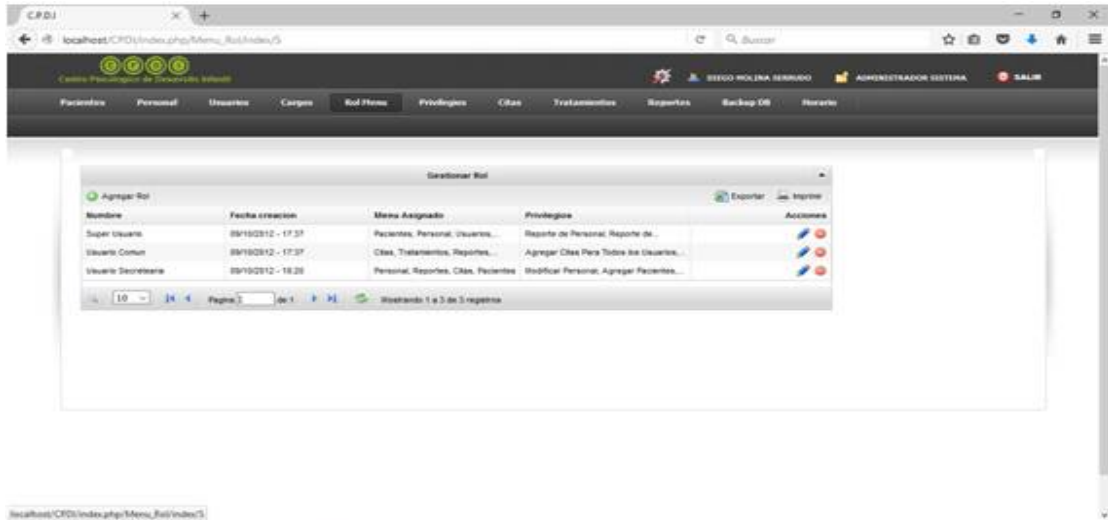 C.P.D.I
localhost/CPDI/index.php/Menu_Rol/index/5
Buscar
Centro Psicologico de Desarrollo Infantil
DIEGO MOLINA SERRUDO
ADMINISTRADOR SISTEMA
SALIR
Pacientes Personal Usuarios Cargos Rol Menu Privilegios Citas Tratamientos Reportes Backup DB Horario
Gestionar Rol
Agregar Rol Exportar Imprimir
Nombre Fecha creacion Menu Asignado Privilegios Acciones
Super Usuario 09/10/2012 - 17:37 Pacientes, Personal, Usuarios,... Reporte de Personal, Reporte de...
Usuario Comun 09/10/2012 - 17:37 Citas, Tratamientos, Reportes,... Agregar Citas Para Todos los Usuarios,...
Usuario Secretearia 09/10/2012 - 18:26 Personal, Reportes, Citas, Pacientes Modificar Personal, Agregar Pacientes,...
10 Pagina de 1 Mostrando 1 a 3 de 3 registros
localhost/CPDI/index.php/Menu_Rol/index/5